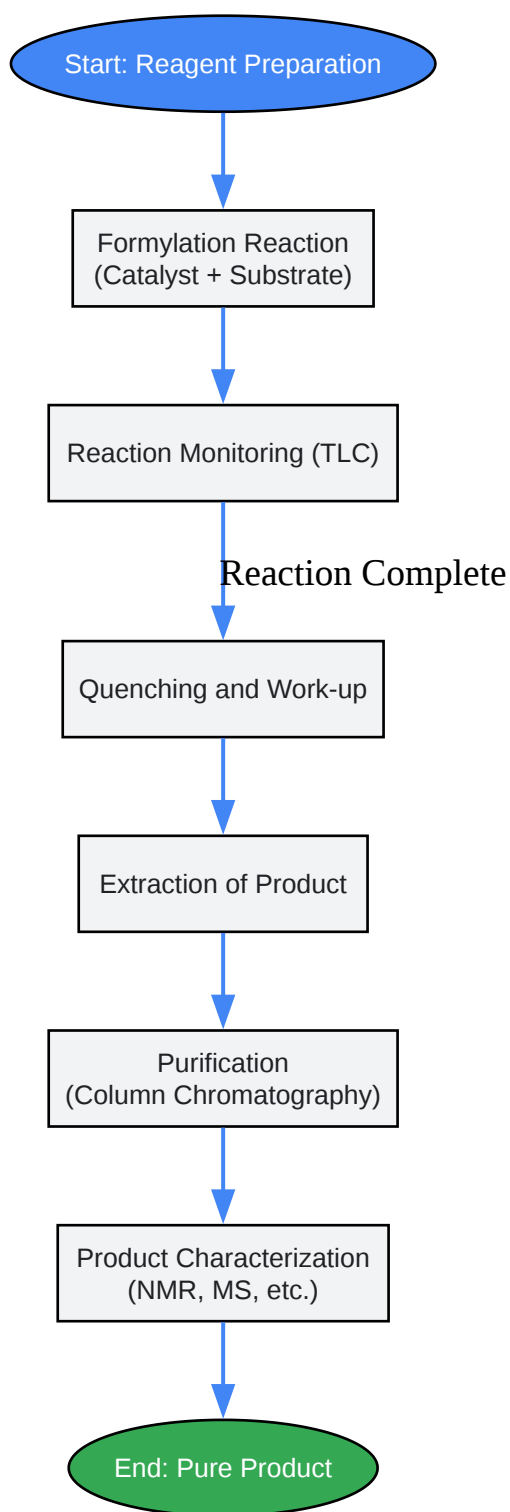 Start: Reagent Preparation
Formylation Reaction
(Catalyst + Substrate)
Reaction Monitoring (TLC)
Reaction Complete
Quenching and Work-up
Extraction of Product
Purification
(Column Chromatography)
Product Characterization
(NMR, MS, etc.)
End: Pure Product